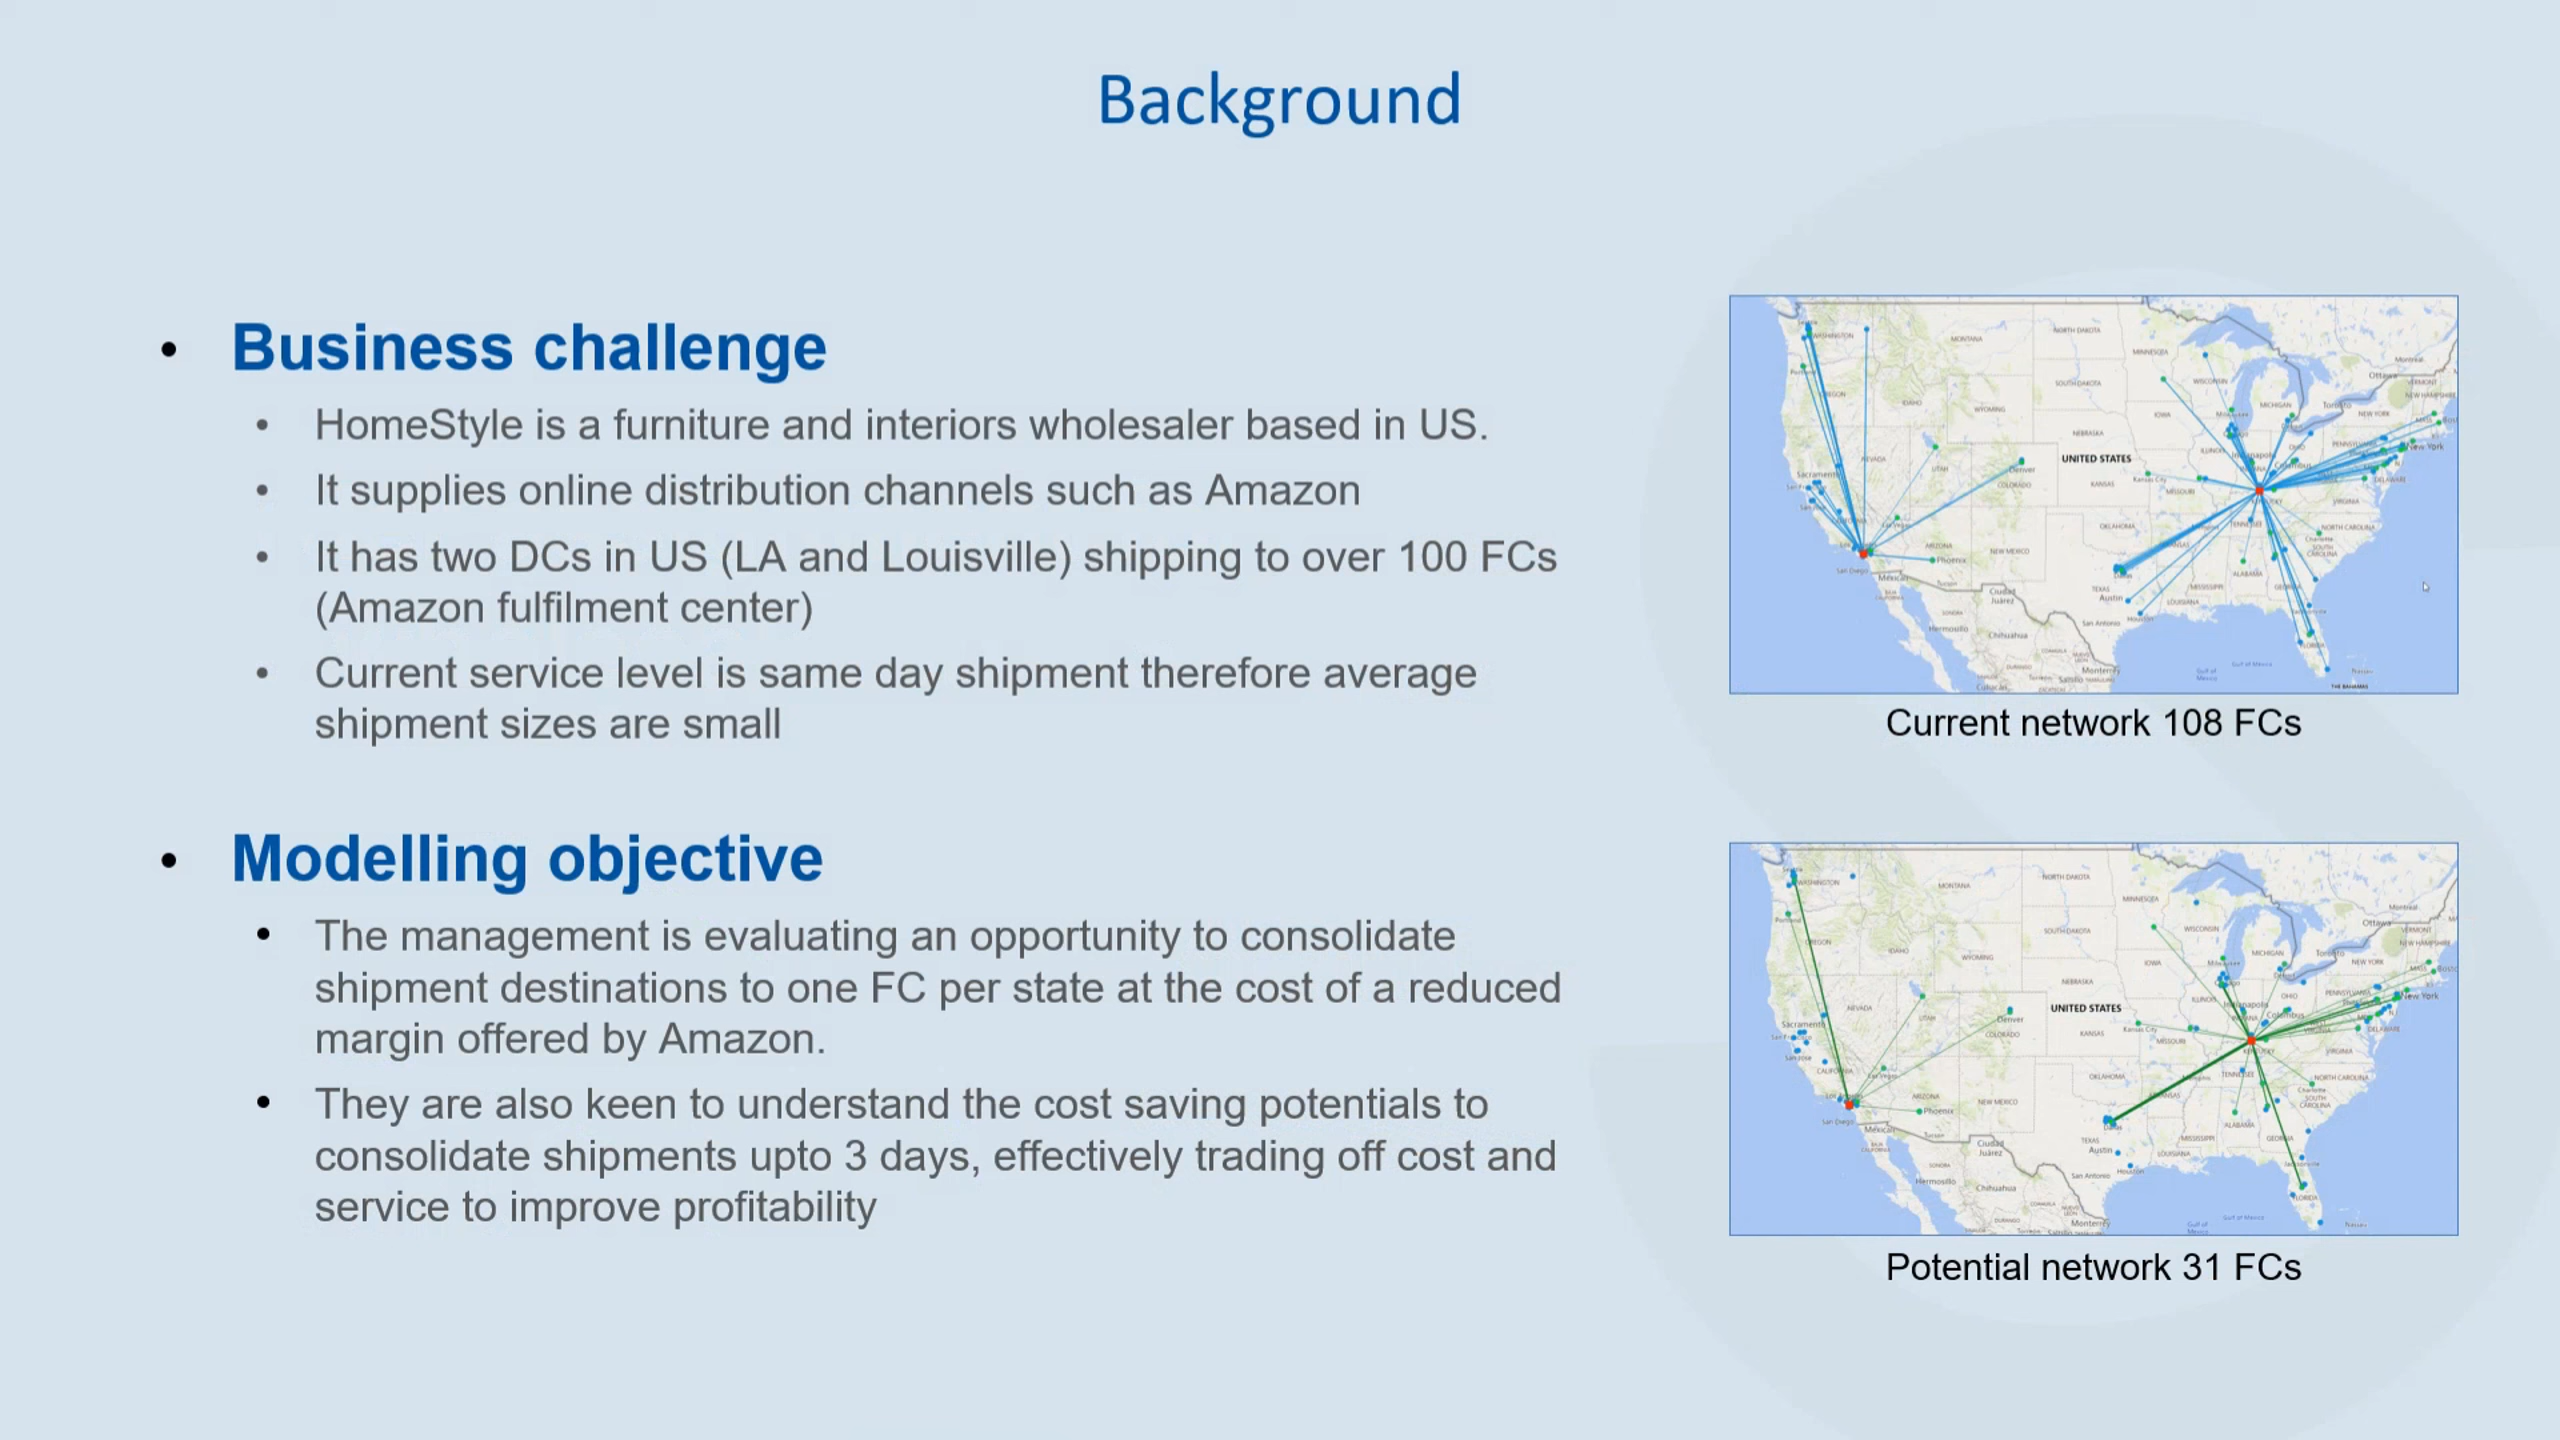 Background
• Business challenge
• HomeStyle is a furniture and interiors wholesaler based in US.
• It supplies online distribution channels such as Amazon
• It has two DCs in US (LA and Louisville) shipping to over 100 FCs
(Amazon fulfilment center)
• Current service level is same day shipment therefore average
shipment sizes are small
UNITED STATES
Current network 108 FCs
• Modelling objective
• The management is evaluating an opportunity to consolidate
shipment destinations to one FC per state at the cost of a reduced
margin offered by Amazon.
• They are also keen to understand the cost saving potentials to
consolidate shipments upto 3 days, effectively trading off cost and
service to improve profitability
UNITED STATES
Potential network 31 FCs